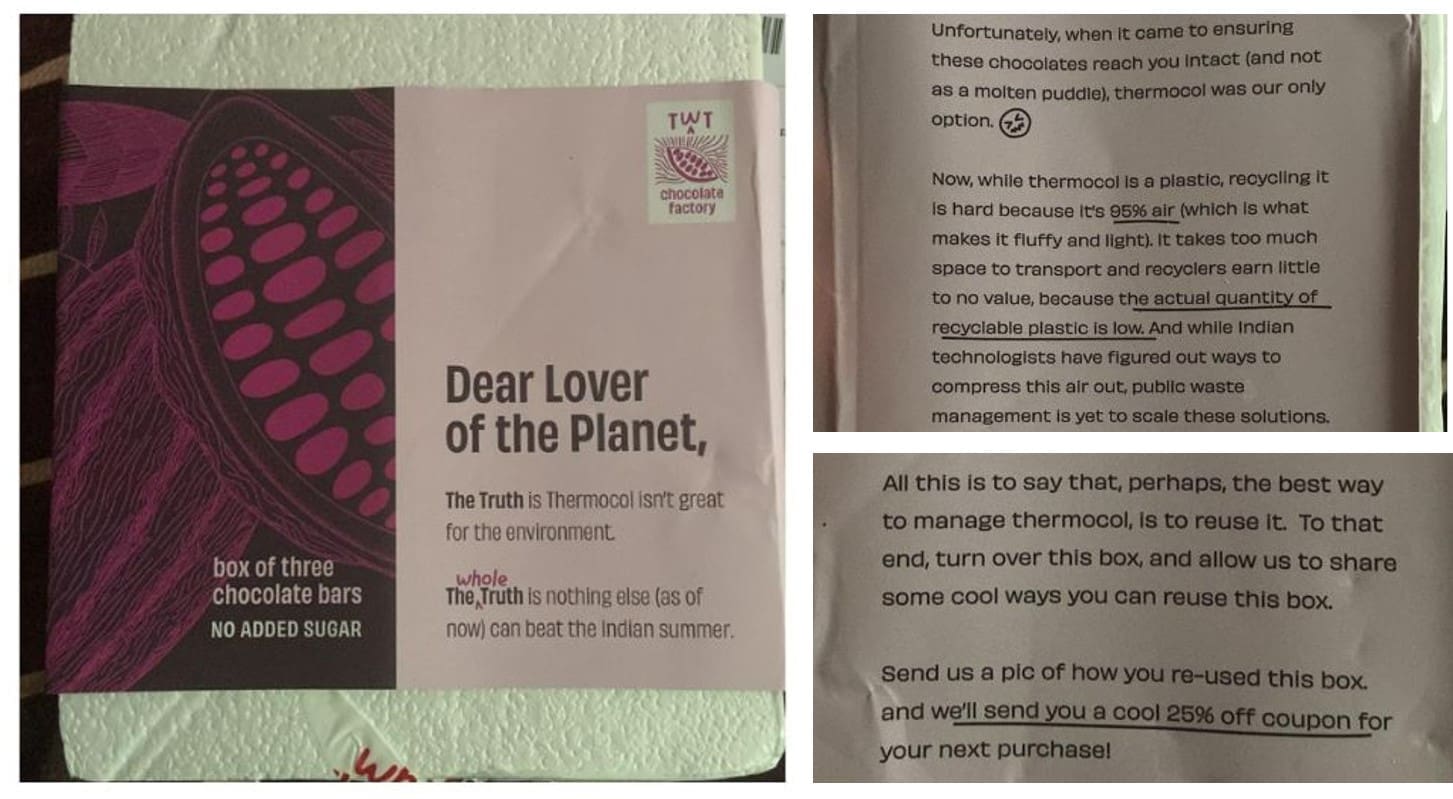 TWT
chocolate
factory
Dear Lover
of the Planet,
The Truth is Thermocol isn't great
for the environment.
whole
The Truth is nothing else (as of
now) can beat the Indian summer.
box of three
chocolate bars
NO ADDED SUGAR
Unfortunately, when it came to ensuring
these chocolates reach you intact (and not
as a molten puddle), thermocol was our only
option.
Now, while thermocol is a plastic, recycling it
is hard because it's 95% air (which is what
makes it fluffy and light). It takes too much
space to transport and recyclers earn little
to no value, because the actual quantity of
recyclable plastic is low. And while Indian
technologists have figured out ways to
compress this air out, public waste
management is yet to scale these solutions.
All this is to say that, perhaps, the best way
to manage thermocol, is to reuse it. To that
end, turn over this box, and allow us to share
some cool ways you can reuse this box.
Send us a pic of how you re-used this box.
and we'll send you a cool 25% off coupon for
your next purchase!